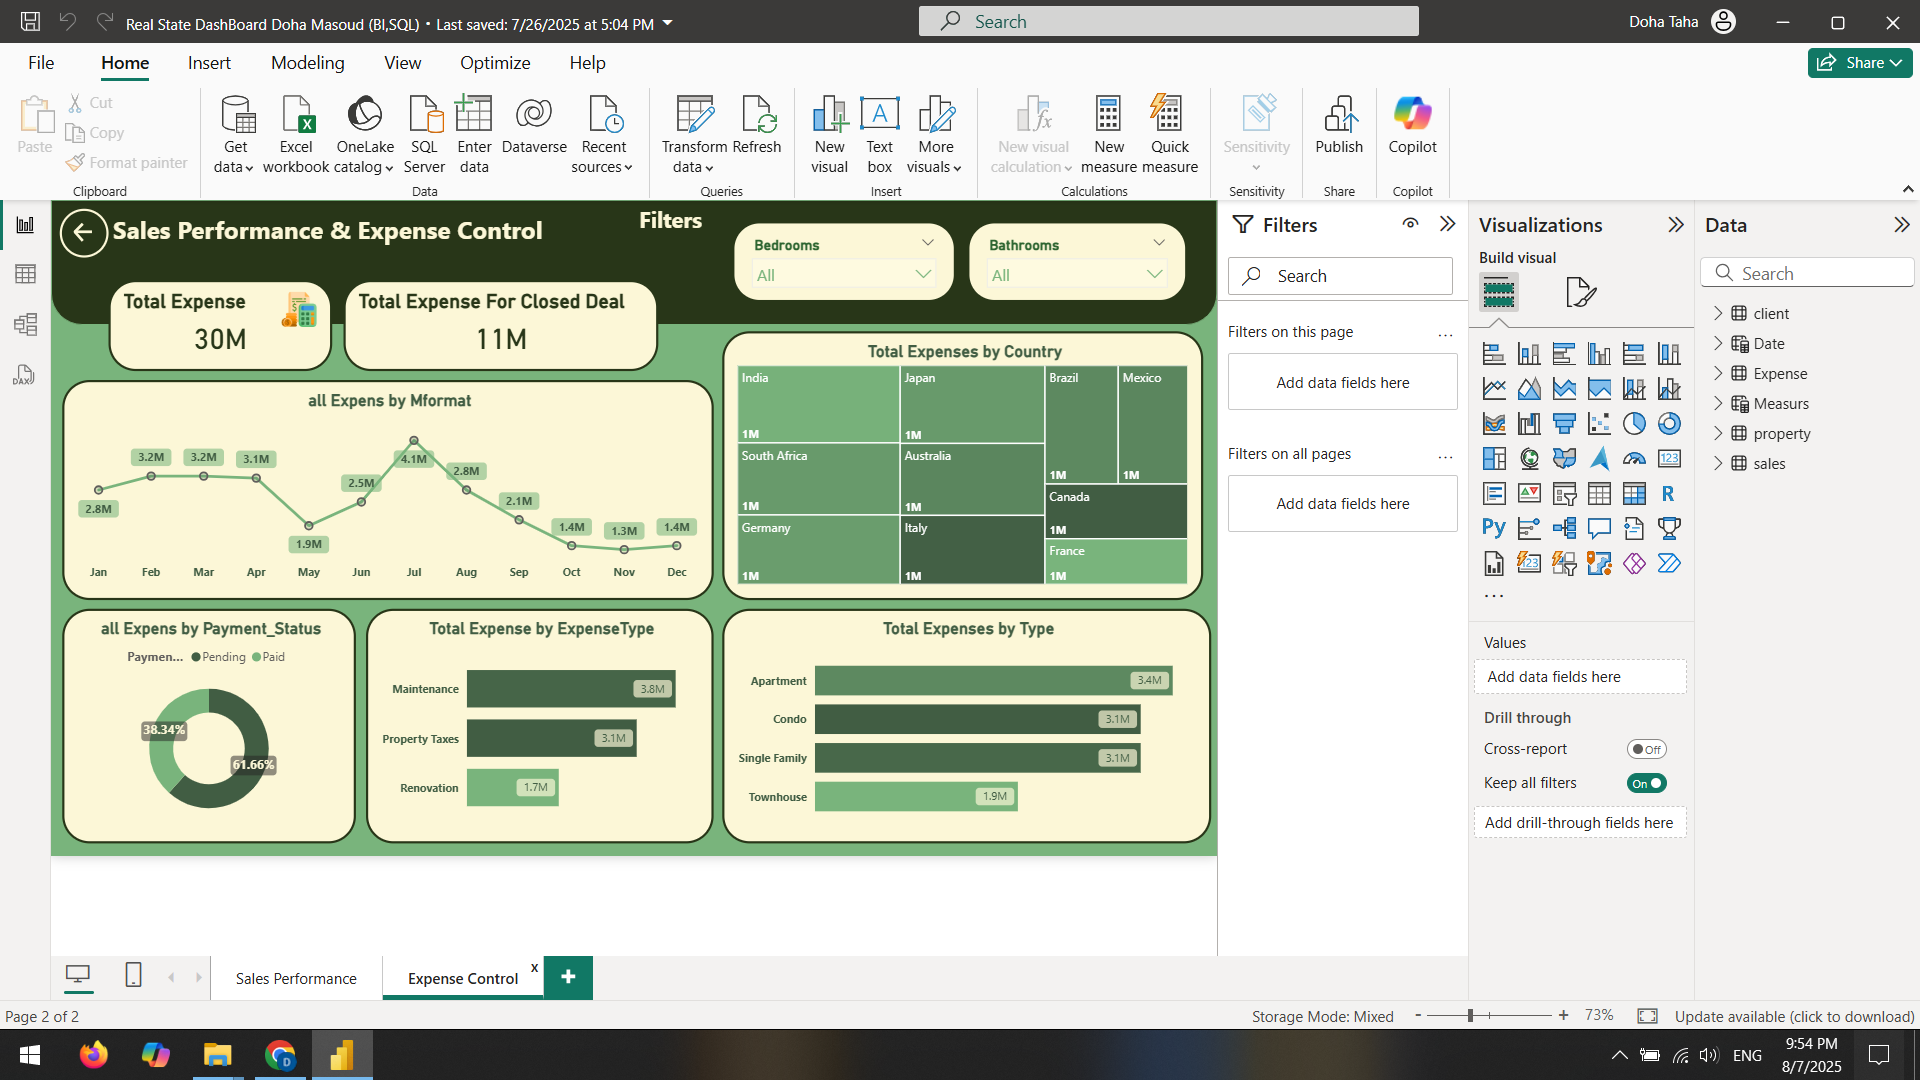 Real State DashBoard Doha Masoud (BI,SQL) • Last saved: 7/26/2025 at 5:04 PM
Search
Doha Taha
File
Home
Insert
Modeling
View
Optimize
Help
Share
Paste
Cut
Copy
Format painter
Clipboard
Get data
Excel workbook
OneLake catalog
SQL Server
Enter data
Dataverse
Recent sources
Data
Transform data
Refresh
Queries
New visual
Text box
More visuals
Insert
New visual calculation
New measure
Quick measure
Calculations
Sensitivity
Sensitivity
Publish
Share
Copilot
Copilot
Sales Performance & Expense Control
Filters
Bedrooms
All
Bathrooms
All
Total Expense
30M
Total Expense For Closed Deal
11M
all Expens by Mformat
2.8M
3.2M
3.2M
3.1M
1.9M
2.5M
4.1M
2.8M
2.1M
1.4M
1.3M
1.4M
Jan
Feb
Mar
Apr
May
Jun
Jul
Aug
Sep
Oct
Nov
Dec
Total Expenses by Country
India
1M
South Africa
1M
Germany
1M
Japan
1M
Australia
1M
Italy
1M
Brazil
1M
Mexico
1M
Canada
1M
France
1M
all Expens by Payment_Status
Paymen... Pending Paid
38.34%
61.66%
Total Expense by ExpenseType
Maintenance 3.8M
Property Taxes 3.1M
Renovation 1.7M
Total Expenses by Type
Apartment 3.4M
Condo 3.1M
Single Family 3.1M
Townhouse 1.9M
Filters
Search
Filters on this page
...
Add data fields here
Filters on all pages
...
Add data fields here
Visualizations
Build visual
123
R
Py
123
...
Values
Add data fields here
Drill through
Cross-report
Off
Keep all filters
On
Add drill-through fields here
Data
Search
client
Date
Expense
Measurs
property
sales
DAX
Sales Performance
Expense Control
x
+
Page 2 of 2
Storage Mode: Mixed
- + 73%
Update available (click to download)
D
ENG
9:54 PM
8/7/2025